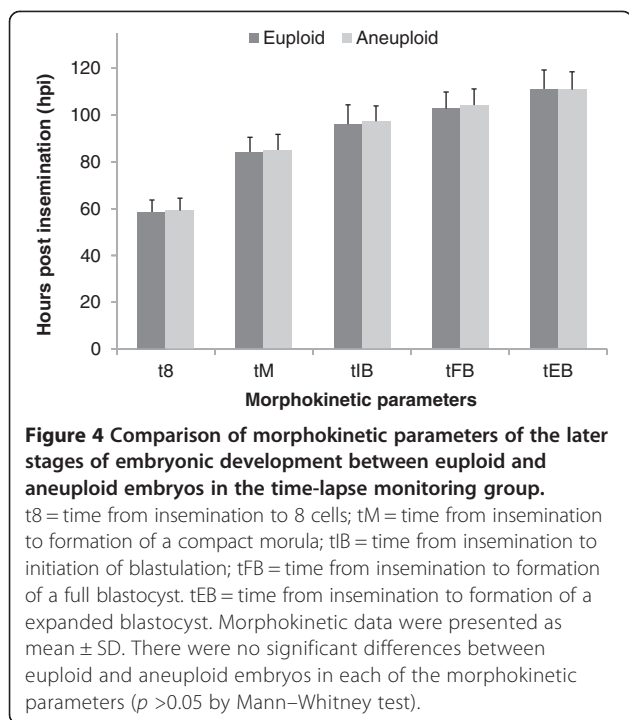 Euploid Aneuploid
120
100
80
60
40
20
0
Hours post insemination (hpi)
t8 tM tIB tFB tEB
Morphokinetic parameters
Figure 4 Comparison of morphokinetic parameters of the later
stages of embryonic development between euploid and
aneuploid embryos in the time-lapse monitoring group.
t8 = time from insemination to 8 cells; tM = time from insemination
to formation of a compact morula; tIB = time from insemination to
initiation of blastulation; tFB = time from insemination to formation
of a full blastocyst. tEB = time from insemination to formation of a
expanded blastocyst. Morphokinetic data were presented as
mean ± SD. There were no significant differences between
euploid and aneuploid embryos in each of the morphokinetic
parameters (p >0.05 by Mann–Whitney test).